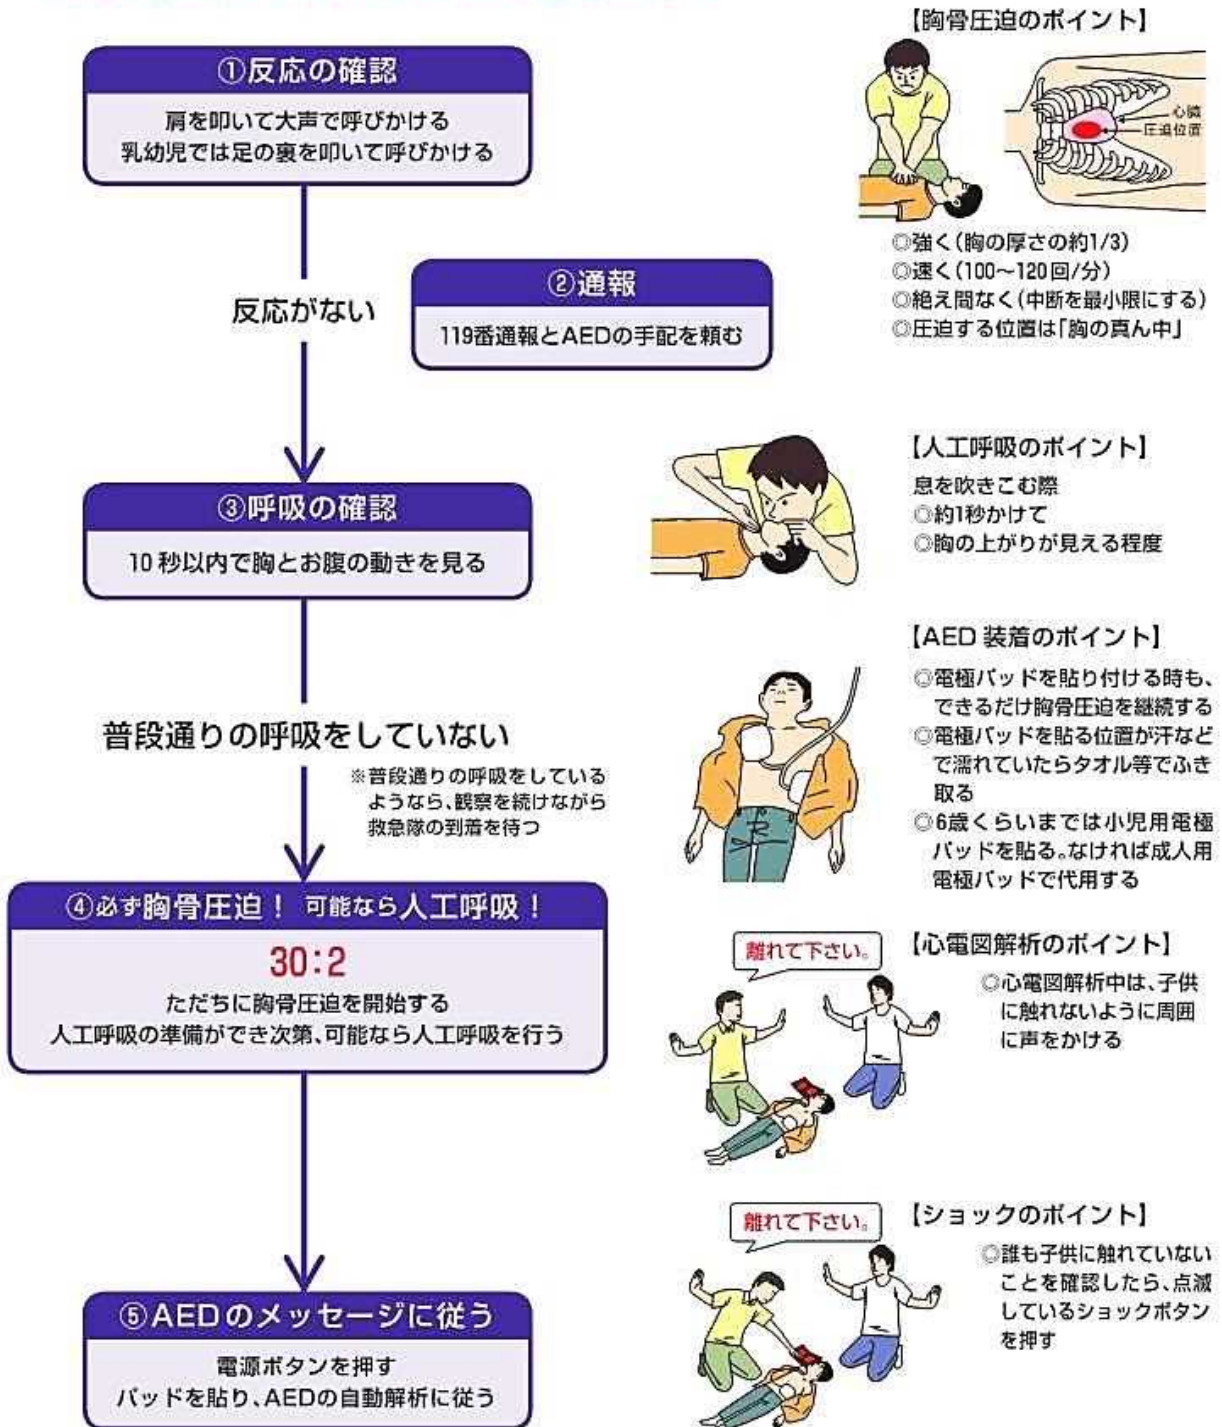 ①反応の確認
肩を叩いて大声で呼びかける
乳幼児では足の裏を叩いて呼びかける
反応がない
②通報
119番通報とAEDの手配を頼む
③呼吸の確認
10秒以内で胸とお腹の動きを見る
普段通りの呼吸をしていない
※普段通りの呼吸をしている
ようなら、観察を続けながら
救急隊の到着を待つ
④必ず胸骨圧迫！ 可能なら人工呼吸！
30：2
ただちに胸骨圧迫を開始する
人工呼吸の準備ができ次第、可能なら人工呼吸を行う
⑤AEDのメッセージに従う
電源ボタンを押す
パッドを貼り、AEDの自動解析に従う
【胸骨圧迫のポイント】
心臓
圧迫位置
◎強く（胸の厚さの約1/3）
◎速く（100～120回/分）
◎絶え間なく（中断を最小限にする）
◎圧迫する位置は「胸の真ん中」
【人工呼吸のポイント】
息を吹きこむ際
◎約1秒かけて
◎胸の上がりが見える程度
【AED 装着のポイント】
◎電極パッドを貼り付ける時も、
できるだけ胸骨圧迫を継続する
◎電極パッドを貼る位置が汗など
で濡れていたらタオル等でふき
取る
◎6歳くらいまでは小児用電極
パッドを貼る。なければ成人用
電極パッドで代用する
【心電図解析のポイント】
離れて下さい。
◎心電図解析中は、子供
に触れないように周囲
に声をかける
【ショックのポイント】
離れて下さい。
◎誰も子供に触れていない
ことを確認したら、点滅
しているショックボタン
を押す